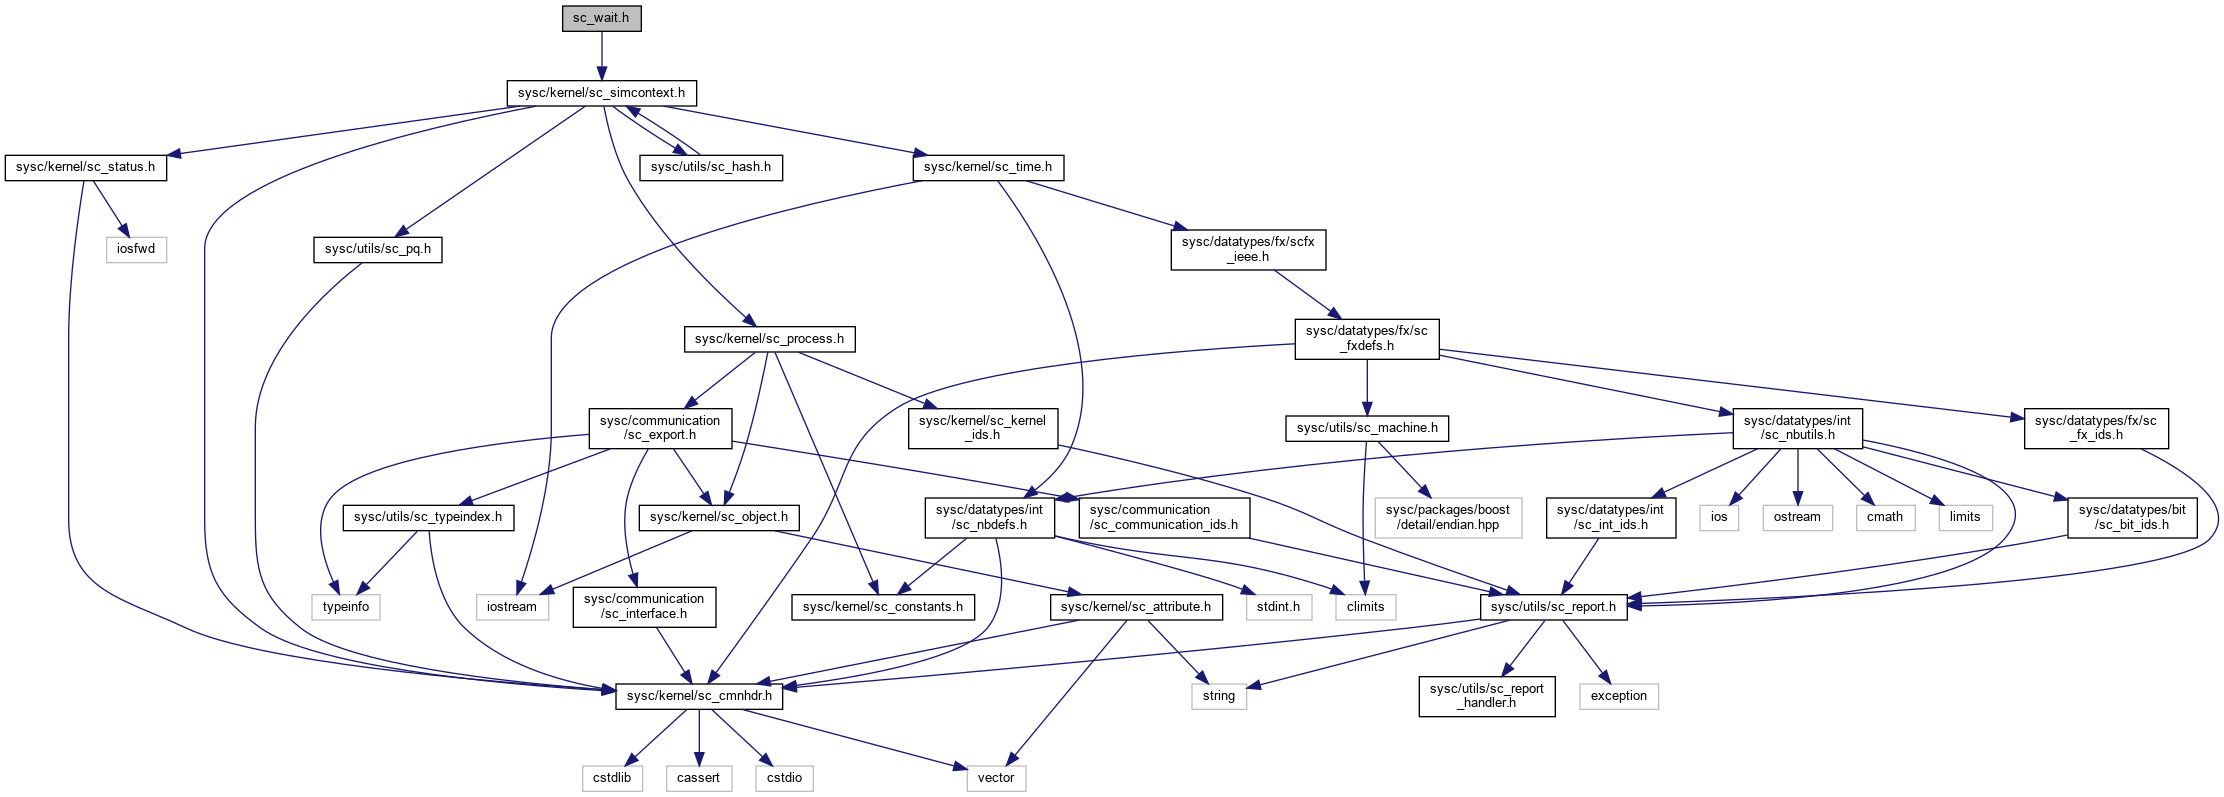 sc_wait.h
sysc/kernel/sc_simcontext.h
sysc/kernel/sc_status.h
sysc/utils/sc_hash.h
sysc/kernel/sc_time.h
iosfwd
sysc/utils/sc_pq.h
sysc/datatypes/fx/scfx
_ieee.h
sysc/kernel/sc_process.h
sysc/datatypes/fx/sc
_fxdefs.h
sysc/communication
/sc_export.h
sysc/kernel/sc_kernel
_ids.h
sysc/utils/sc_machine.h
sysc/datatypes/int
/sc_nbutils.h
sysc/datatypes/fx/sc
_fx_ids.h
sysc/utils/sc_typeindex.h
sysc/kernel/sc_object.h
sysc/datatypes/int
/sc_nbdefs.h
sysc/communication
/sc_communication_ids.h
sysc/packages/boost
/detail/endian.hpp
sysc/datatypes/int
/sc_int_ids.h
ios
ostream
cmath
limits
sysc/datatypes/bit
/sc_bit_ids.h
typeinfo
iostream
sysc/communication
/sc_interface.h
sysc/kernel/sc_constants.h
sysc/kernel/sc_attribute.h
stdint.h
climits
sysc/utils/sc_report.h
sysc/kernel/sc_cmnhdr.h
string
sysc/utils/sc_report
_handler.h
exception
cstdlib
cassert
cstdio
vector